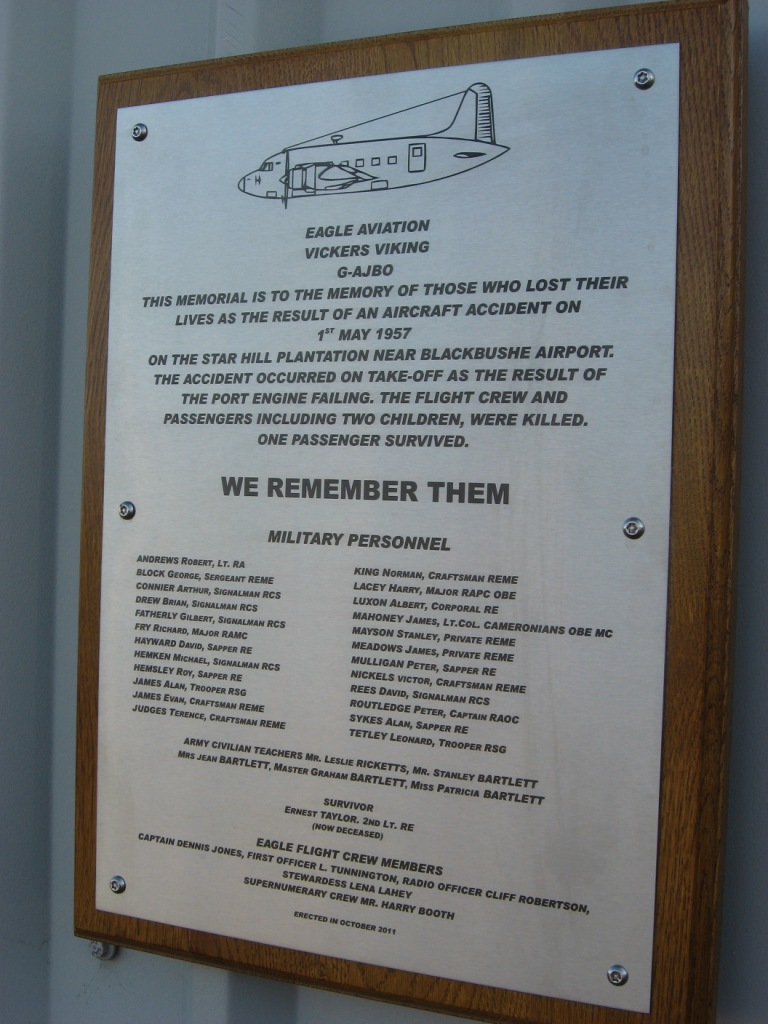 EAGLE AVIATION
VICKERS VIKING
G-AJBO
THIS MEMORIAL IS TO THE MEMORY OF THOSE WHO LOST THEIR
LIVES AS THE RESULT OF AN AIRCRAFT ACCIDENT ON
1ST MAY 1957
ON THE STAR HILL PLANTATION NEAR BLACKBUSHE AIRPORT.
THE ACCIDENT OCCURRED ON TAKE-OFF AS THE RESULT OF
THE PORT ENGINE FAILING. THE FLIGHT CREW AND
PASSENGERS INCLUDING TWO CHILDREN, WERE KILLED.
ONE PASSENGER SURVIVED.
WE REMEMBER THEM
MILITARY PERSONNEL
ANDREWS ROBERT, LT. RA
BLOCK GEORGE, SERGEANT REME
CONNIER ARTHUR, SIGNALMAN RCS
DREW BRIAN, SIGNALMAN RCS
FATHERLY GILBERT, SIGNALMAN RCS
FRY RICHARD, MAJOR RAMC
HAYWARD DAVID, SAPPER RE
HEMKEN MICHAEL, SIGNALMAN RCS
HEMSLEY ROY, SAPPER RE
JAMES ALAN, TROOPER RSG
JAMES EVAN, CRAFTSMAN REME
JUDGES TERENCE, CRAFTSMAN REME
KING NORMAN, CRAFTSMAN REME
LACEY HARRY, MAJOR RAPC OBE
LUXON ALBERT, CORPORAL RE
MAHONEY JAMES, LT.COL. CAMERONIANS OBE MC
MAYSON STANLEY, PRIVATE REME
MEADOWS JAMES, PRIVATE REME
MULLIGAN PETER, SAPPER RE
NICKELS VICTOR, CRAFTSMAN REME
REES DAVID, SIGNALMAN RCS
ROUTLEDGE PETER, CAPTAIN RAOC
SYKES ALAN, SAPPER RE
TETLEY LEONARD, TROOPER RSG
ARMY CIVILIAN TEACHERS MR. LESLIE RICKETTS, MR. STANLEY BARTLETT
MRS JEAN BARTLETT, MASTER GRAHAM BARTLETT, MISS PATRICIA BARTLETT
SURVIVOR
ERNEST TAYLOR. 2ND LT. RE
(NOW DECEASED)
EAGLE FLIGHT CREW MEMBERS
CAPTAIN DENNIS JONES, FIRST OFFICER L. TUNNINGTON, RADIO OFFICER CLIFF ROBERTSON,
STEWARDESS LENA LAHEY
SUPERNUMERARY CREW MR. HARRY BOOTH
ERECTED IN OCTOBER 2011